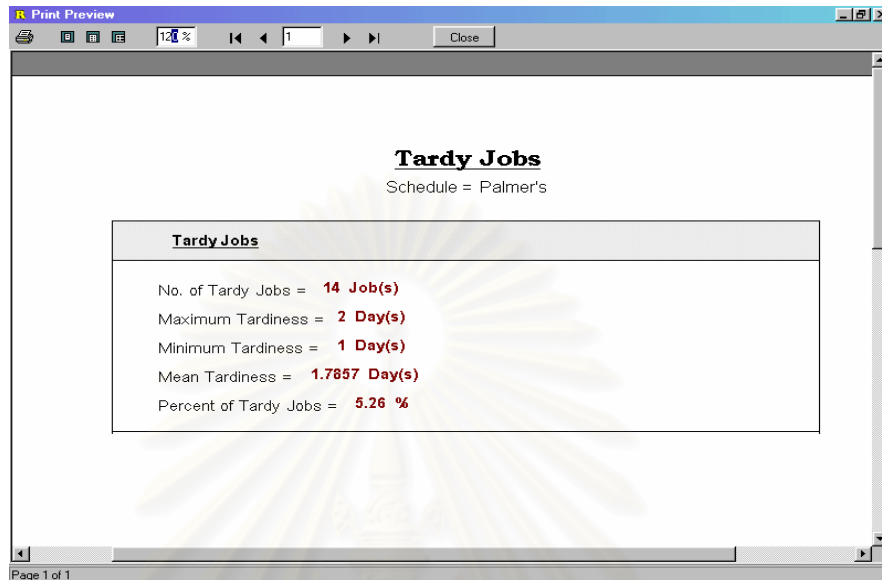 R Print Preview
120 % 1 Close
Tardy Jobs
Schedule = Palmer's
Tardy Jobs
No. of Tardy Jobs = 14 Job(s)
Maximum Tardiness = 2 Day(s)
Minimum Tardiness = 1 Day(s)
Mean Tardiness = 1.7857 Day(s)
Percent of Tardy Jobs = 5.26 %
Page 1 of 1